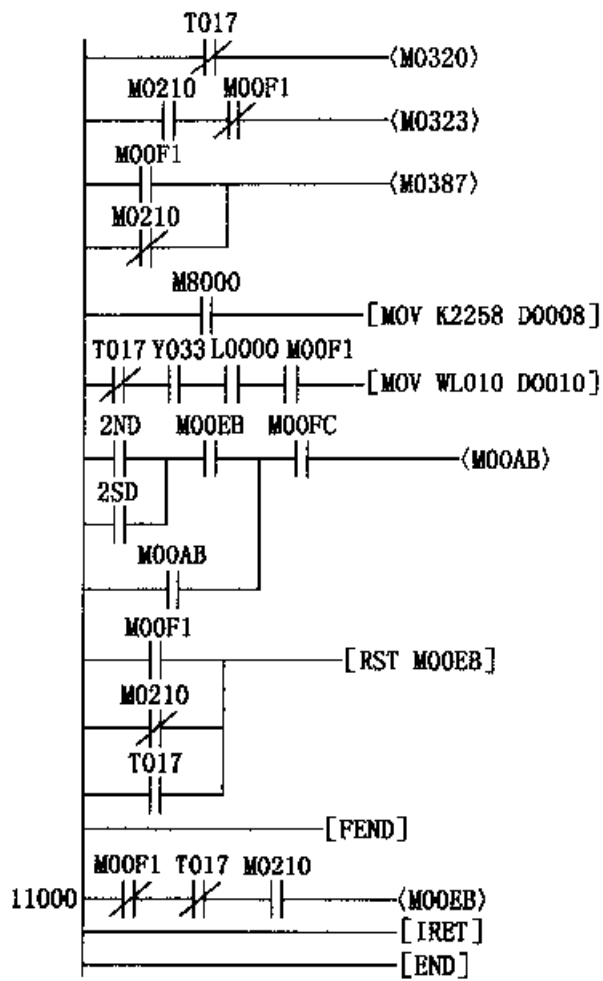 T017
(M0320)
M0210 M00F1
(M0323)
M00F1
(M0387)
M0210
M8000
[MOV K2258 D0008]
T017 Y033 L0000 M00F1
[MOV WL010 D0010]
2ND M00EB M00FC
(M00AB)
2SD
M00AB
M00F1
[RST M00EB]
M0210
T017
[FEND]
M00F1 T017 M0210
11000 (M00EB)
[IRET]
[END]